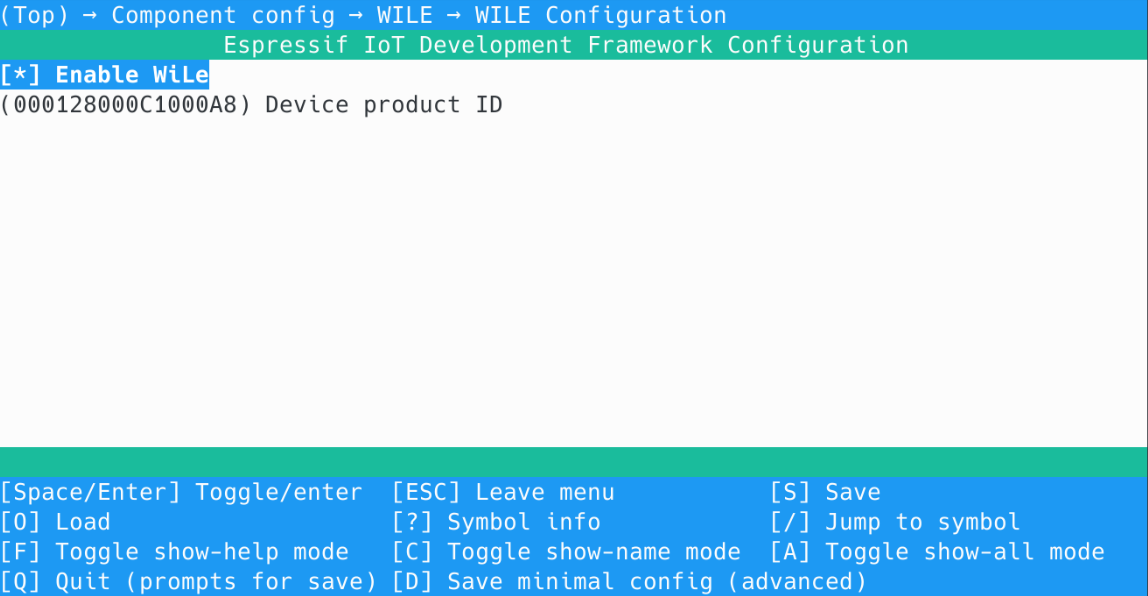 (Top) → Component config → WILE → WILE Configuration
Espressif IoT Development Framework Configuration
[*] Enable WiLe
(000128000C1000A8) Device product ID
[Space/Enter] Toggle/enter [ESC] Leave menu [S] Save
[O] Load [?] Symbol info [/] Jump to symbol
[F] Toggle show-help mode [C] Toggle show-name mode [A] Toggle show-all mode
[Q] Quit (prompts for save) [D] Save minimal config (advanced)